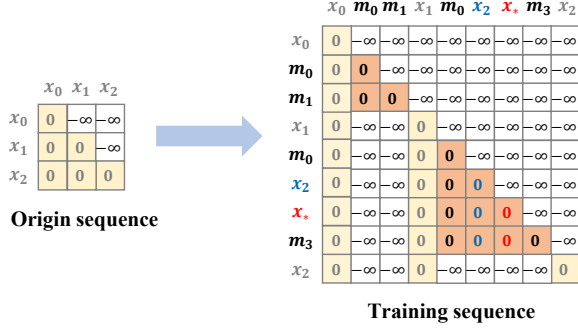 x₀ x₁ x₂
x₀ 0 −∞ −∞
x₁ 0 0 −∞
x₂ 0 0 0
Origin sequence
x₀ m₀ m₁ x₁ m₀ x₂ x* m₃ x₂
x₀ 0 −∞ −∞ −∞ −∞ −∞ −∞ −∞ −∞
m₀ 0 0 −∞ −∞ −∞ −∞ −∞ −∞ −∞
m₁ 0 0 0 −∞ −∞ −∞ −∞ −∞ −∞
x₁ 0 −∞ −∞ 0 −∞ −∞ −∞ −∞ −∞
m₀ 0 −∞ −∞ 0 0 −∞ −∞ −∞ −∞
x₂ 0 −∞ −∞ 0 0 0 −∞ −∞ −∞
x* 0 −∞ −∞ 0 0 0 0 −∞ −∞
m₃ 0 −∞ −∞ 0 0 0 0 0 −∞
x₂ 0 −∞ −∞ 0 −∞ −∞ −∞ −∞ 0
Training sequence